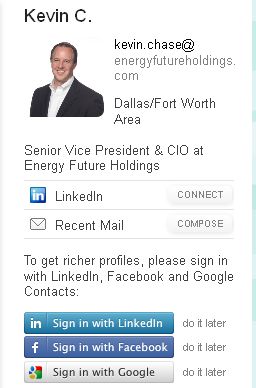 Kevin C.
kevin.chase@
energyfutureholdings.
com
Dallas/Fort Worth
Area
Senior Vice President & CIO at
Energy Future Holdings
in LinkedIn CONNECT
Recent Mail COMPOSE
To get richer profiles, please sign in
with LinkedIn, Facebook and Google
Contacts:
in Sign in with LinkedIn do it later
f Sign in with Facebook do it later
g Sign in with Google do it later